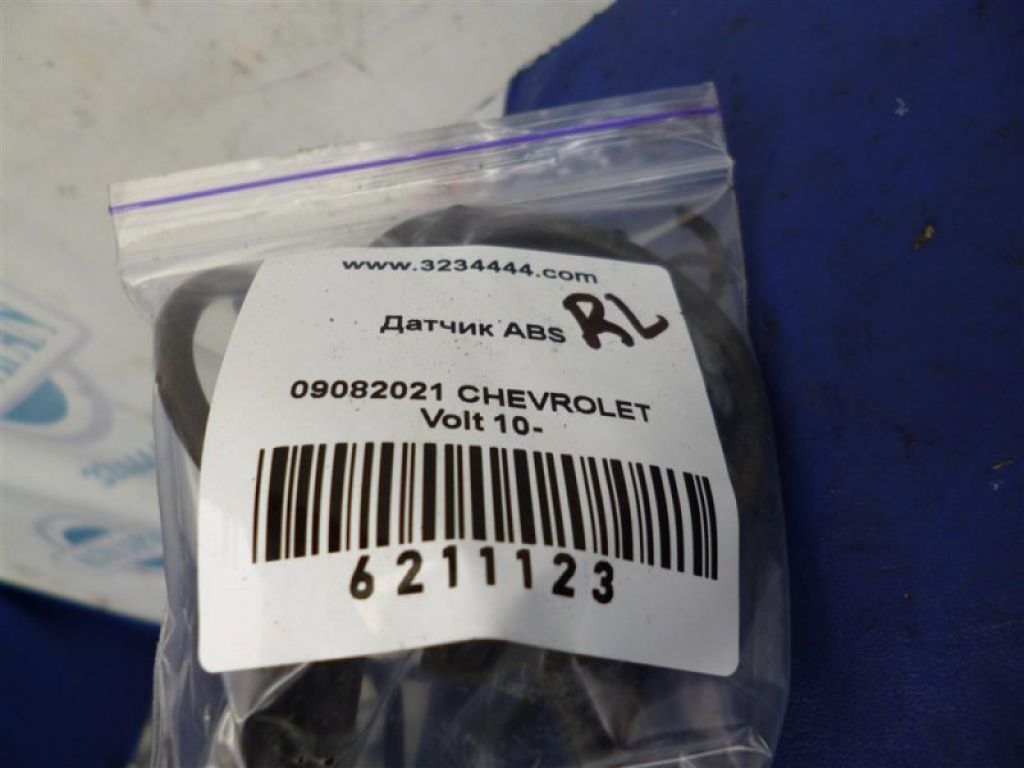 www.3234444.com
Датчик ABS RL
09082021 CHEVROLET
Volt 10-
6211123